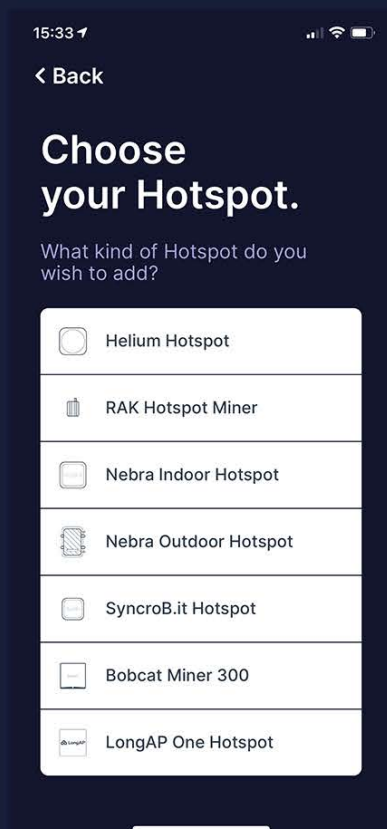 15:33
Back
Choose
your Hotspot.
What kind of Hotspot do you
wish to add?
Helium Hotspot
RAK Hotspot Miner
Nebra Indoor Hotspot
Nebra Outdoor Hotspot
SyncroB.it Hotspot
Bobcat Miner 300
LongAP LongAP One Hotspot